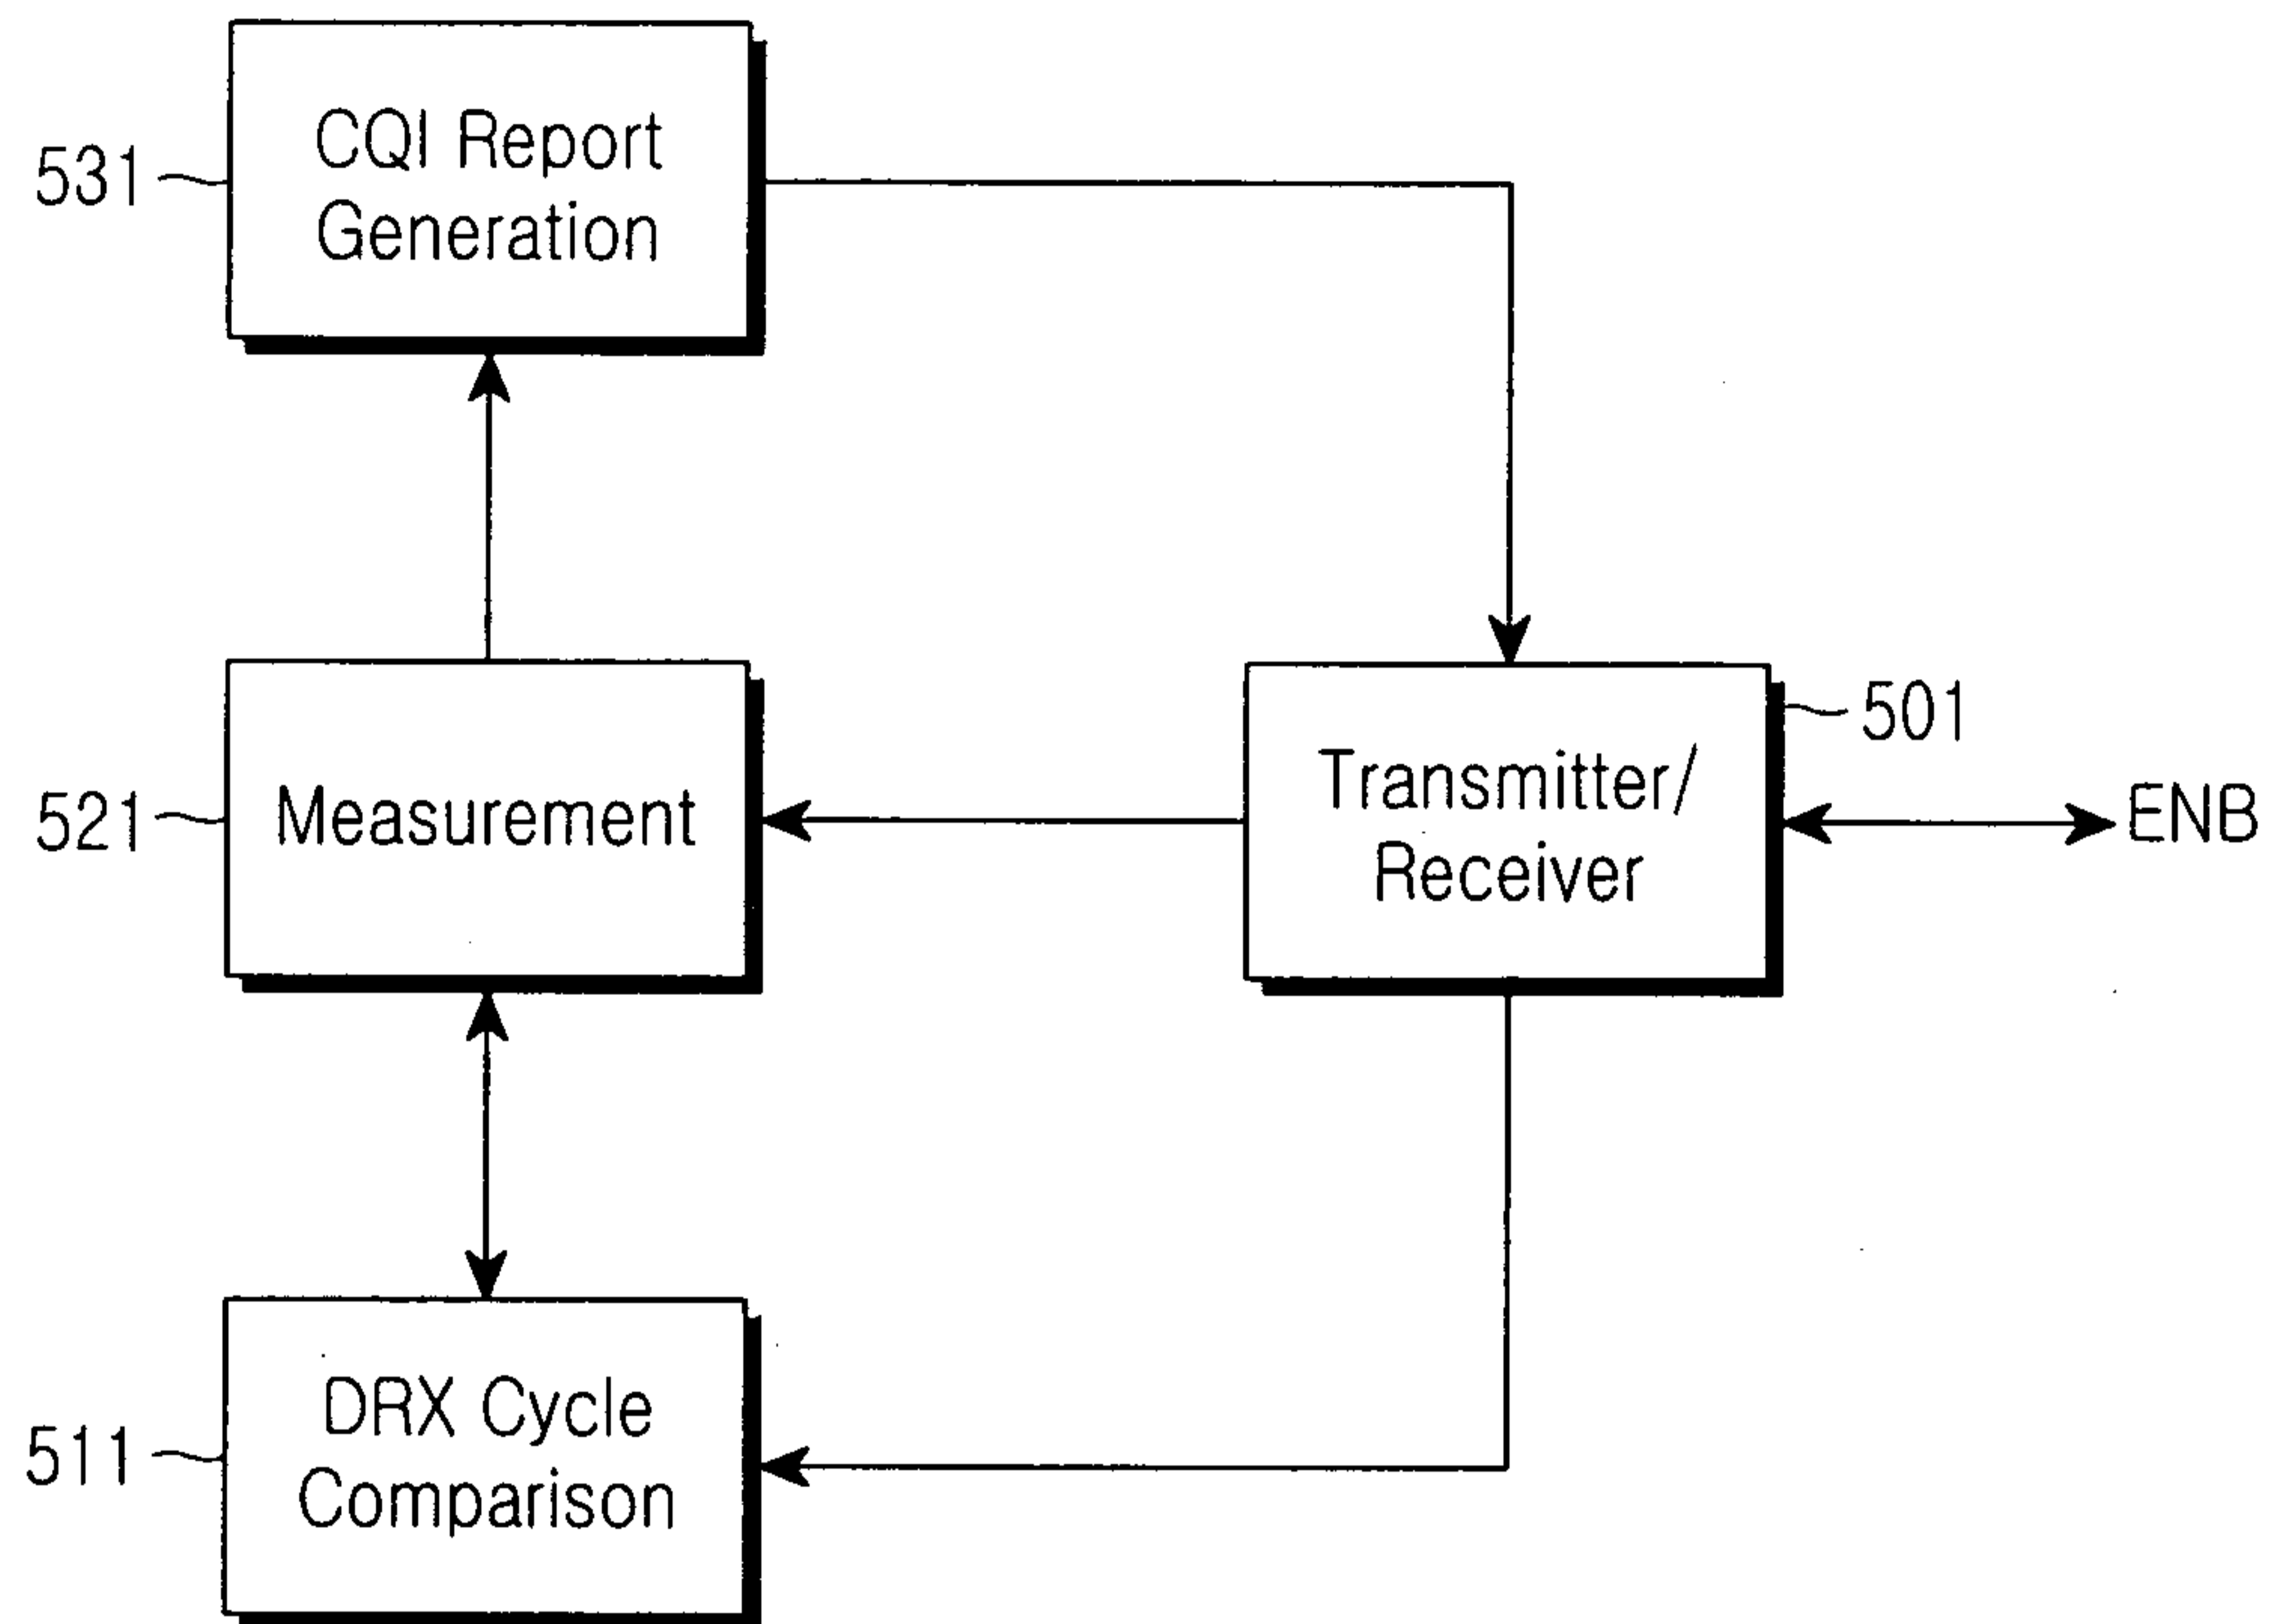 531
CQI Report
Generation
521
Measurement
Transmitter/
Receiver
501
ENB
511
DRX Cycle
Comparison